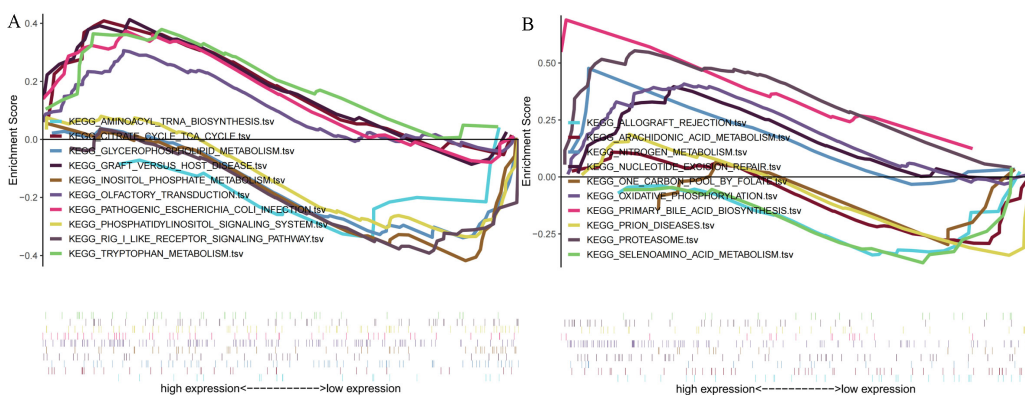 A
Enrichment Score
0.4
0.2
0.0
−0.2
−0.4
KEGG_AMINOACYL_TRNA_BIOSYNTHESIS.tsv
KEGG_CITRATE_CYCLE_TCA_CYCLE.tsv
KEGG_GLYCEROPHOSPHOLIPID_METABOLISM.tsv
KEGG_GRAFT_VERSUS_HOST_DISEASE.tsv
KEGG_INOSITOL_PHOSPHATE_METABOLISM.tsv
KEGG_OLFACTORY_TRANSDUCTION.tsv
KEGG_PATHOGENIC_ESCHERICHIA_COLI_INFECTION.tsv
KEGG_PHOSPHATIDYLINOSITOL_SIGNALING_SYSTEM.tsv
KEGG_RIG_I_LIKE_RECEPTOR_SIGNALING_PATHWAY.tsv
KEGG_TRYPTOPHAN_METABOLISM.tsv
high expression<------------>low expression
B
Enrichment Score
0.50
0.25
0.00
−0.25
KEGG_ALLOGRAFT_REJECTION.tsv
KEGG_ARACHIDONIC_ACID_METABOLISM.tsv
KEGG_NITROGEN_METABOLISM.tsv
KEGG_NUCLEOTIDE_EXCISION_REPAIR.tsv
KEGG_ONE_CARBON_POOL_BY_FOLATE.tsv
KEGG_OXIDATIVE_PHOSPHORYLATION.tsv
KEGG_PRIMARY_BILE_ACID_BIOSYNTHESIS.tsv
KEGG_PRION_DISEASES.tsv
KEGG_PROTEASOME.tsv
KEGG_SELENOAMINO_ACID_METABOLISM.tsv
high expression<------------>low expression